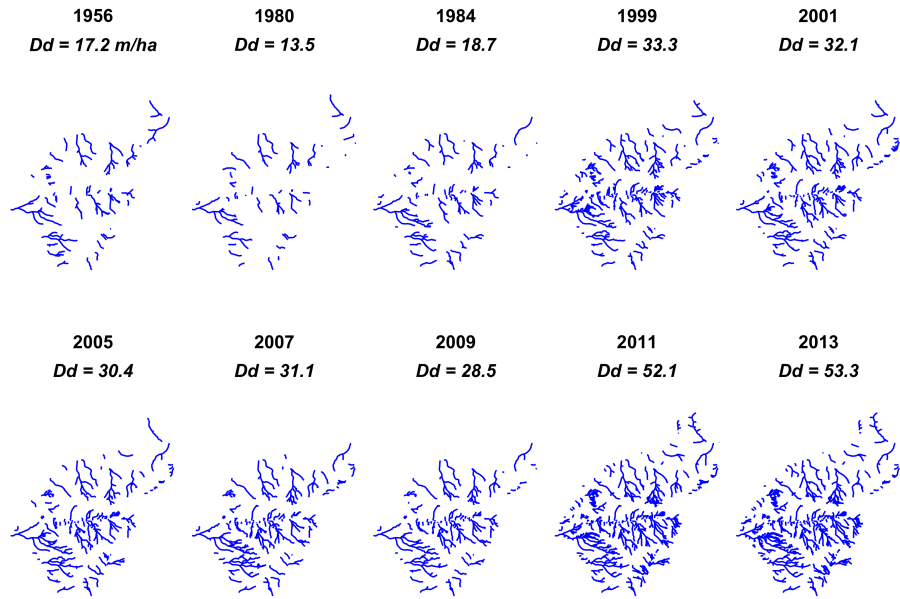 1956 1980 1984 1999 2001
Dd = 17.2 m/ha Dd = 13.5 Dd = 18.7 Dd = 33.3 Dd = 32.1
2005 2007 2009 2011 2013
Dd = 30.4 Dd = 31.1 Dd = 28.5 Dd = 52.1 Dd = 53.3